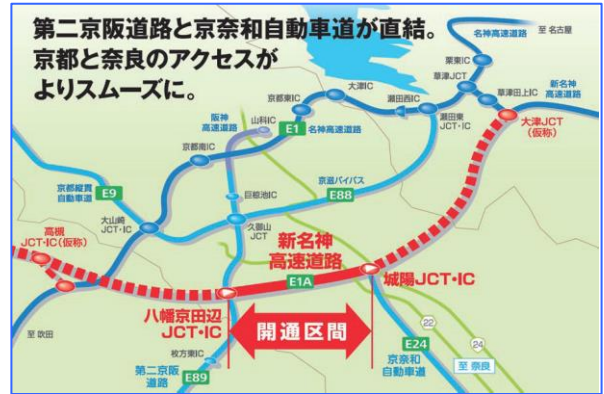 第二京阪道路と京奈和自動車道が直結。
京都と奈良のアクセスが
よりスムーズに。
名神
高速道路
至 名古屋
栗東IC
草津JCT
草津田上IC
新名神
高速道路
大津IC
瀬田西IC
瀬田東
JCT・IC
大津JCT
(仮称)
京都東IC
阪神
高速道路
山科IC
E1
名神高速道路
京都南IC
京都縦貫
自動車道
E9
巨椋池IC
京滋バイパス
E88
大山崎
JCT・IC
久御山
JCT
高槻
JCT・IC(仮称)
新名神
高速道路
E1A
城陽JCT・IC
八幡京田辺
JCT・IC
開通区間
至 吹田
枚方東IC
第二京阪
道路
E89
E24
京奈和
自動車道
22
24
至 奈良